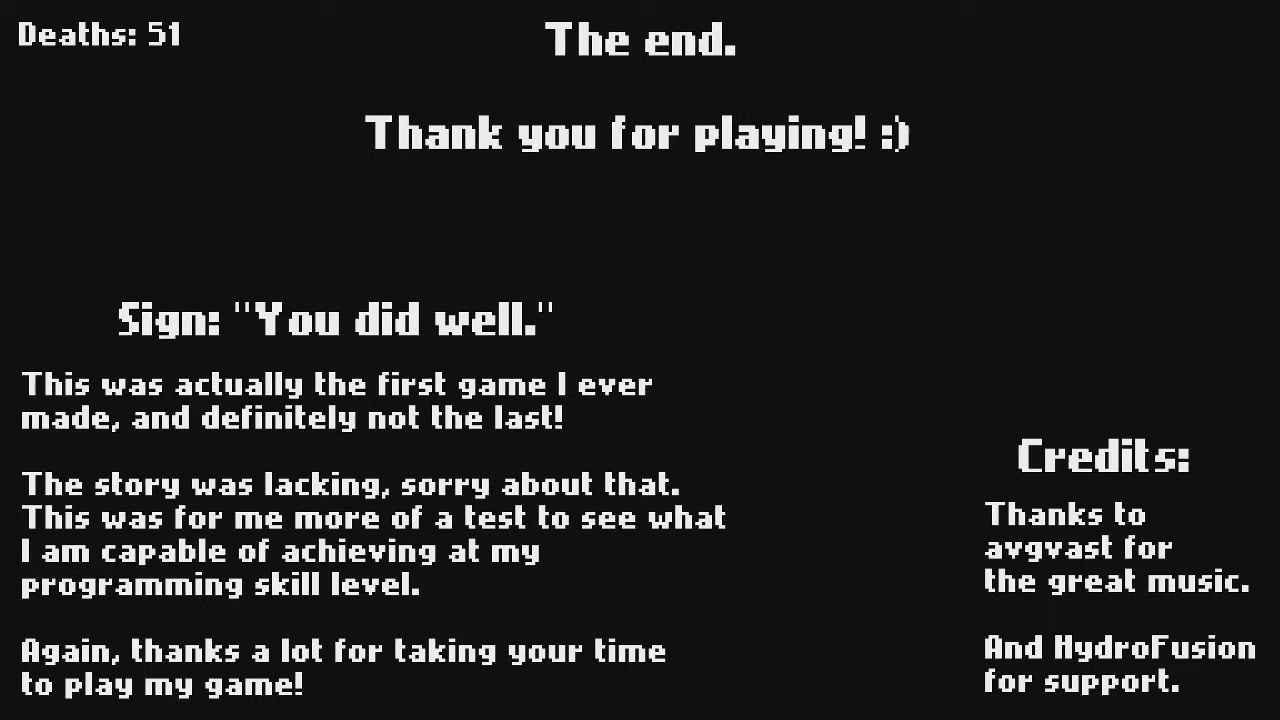 Deaths: 51
The end.
Thank you for playing! :)
Sign: "You did well."
This was actually the first game I ever
made, and definitely not the last!
The story was lacking, sorry about that.
This was for me more of a test to see what
I am capable of achieving at my
programming skill level.
Again, thanks a lot for taking your time
to play my game!
Credits:
Thanks to
avgvast for
the great music.
And HydroFusion
for support.